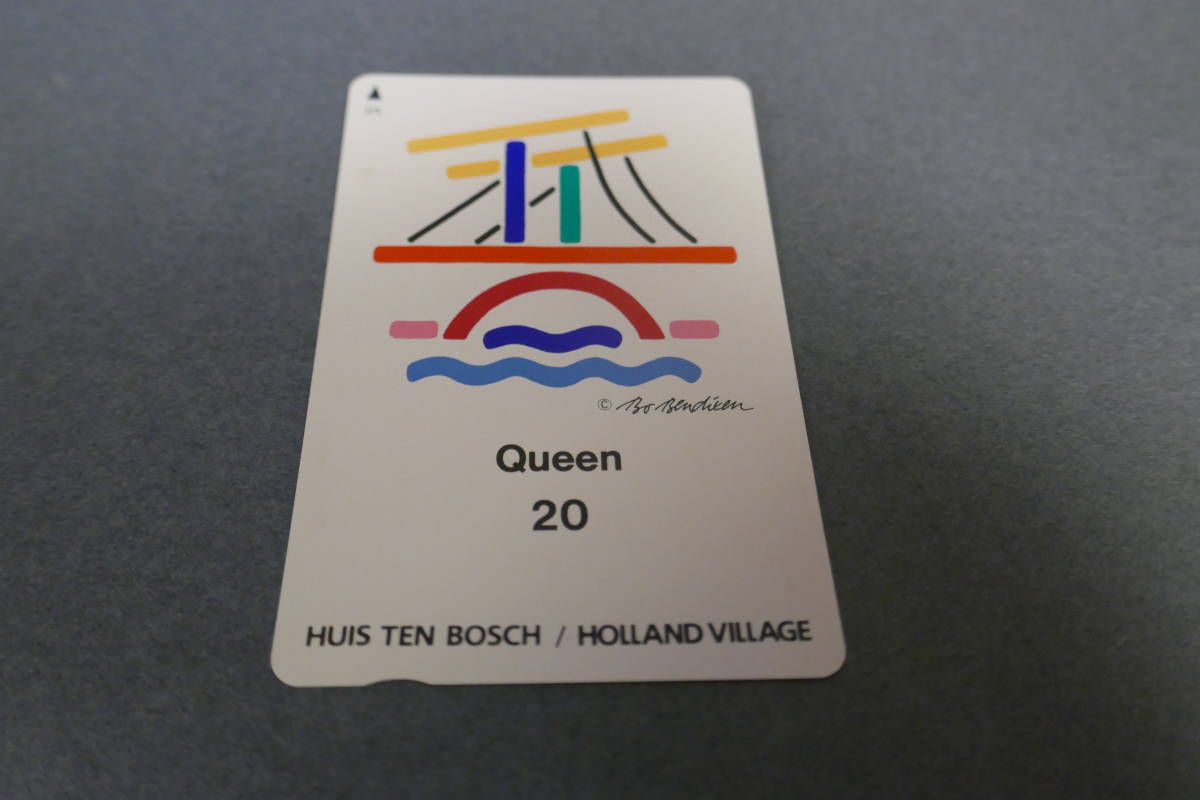 © Bo Bendixen
Queen
20
HUIS TEN BOSCH / HOLLAND VILLAGE